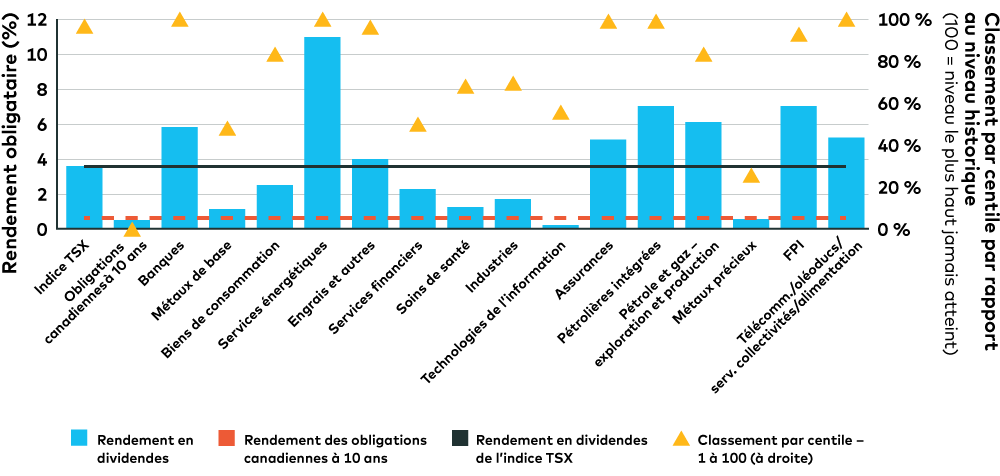 Rendement obligataire (%)
12
10
8
6
4
2
0
100 %
80 %
60 %
40 %
20 %
0 %
Classement par centile par rapport
au niveau historique
(100 = niveau le plus haut jamais atteint)
Indice TSX
Obligations
canadiennesà 10 ans
Banques
Métaux de base
Biens de consommation
Services énergétiques
Engrais et autres
Services financiers
Soins de santé
Industries
Technologies de l'information
Assurances
Pétrolières intégrées
Pétrole et gaz –
exploration et production
Métaux précieux
FPI
Télécomm./oléoducs/
serv. collectivités/alimentation
Rendement en
dividendes
Rendement des obligations
canadiennes à 10 ans
Rendement en dividendes
de l'indice TSX
Classement par centile –
1 à 100 (à droite)